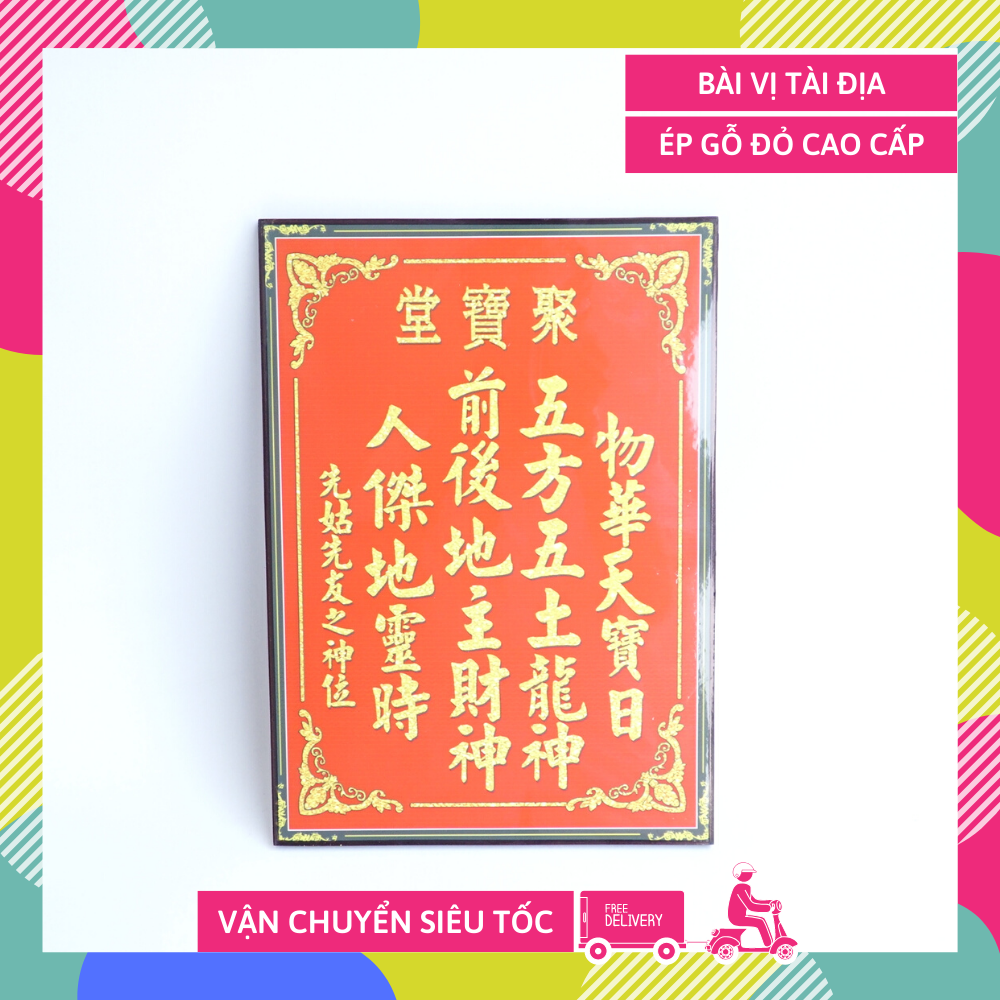 BÀI VỊ TÀI ĐỊA
ÉP GỖ ĐỎ CAO CẤP
聚寶堂
物華天寶日
五方五土龍神
前後地主財神
人傑地靈時
先姑先友之神位
VẬN CHUYỂN SIÊU TỐC
FREE
DELIVERY